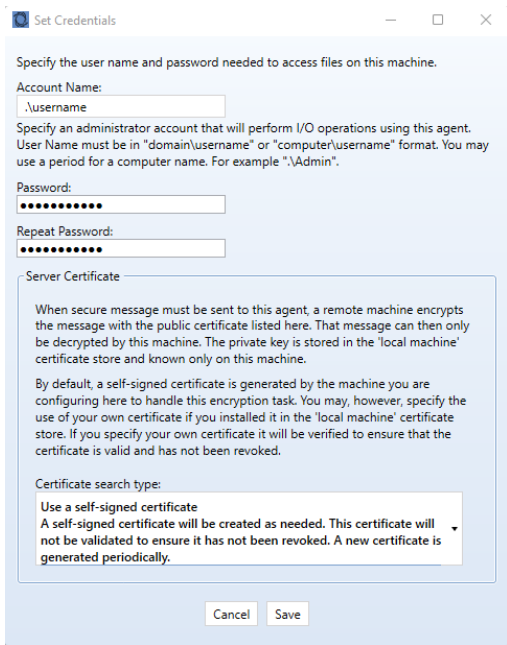 Set Credentials
Specify the user name and password needed to access files on this machine.
Account Name:
.\username
Specify an administrator account that will perform I/O operations using this agent.
User Name must be in "domain\username" or "computer\username" format. You may
use a period for a computer name. For example ".\Admin".
Password:
●●●●●●●●●●●
Repeat Password:
●●●●●●●●●●●
Server Certificate
When secure message must be sent to this agent, a remote machine encrypts
the message with the public certificate listed here. That message can then only
be decrypted by this machine. The private key is stored in the 'local machine'
certificate store and known only on this machine.
By default, a self-signed certificate is generated by the machine you are
configuring here to handle this encryption task. You may, however, specify the
use of your own certificate if you installed it in the 'local machine' certificate
store. If you specify your own certificate it will be verified to ensure that the
certificate is valid and has not been revoked.
Certificate search type:
Use a self-signed certificate
A self-signed certificate will be created as needed. This certificate will
not be validated to ensure it has not been revoked. A new certificate is
generated periodically.
Cancel Save